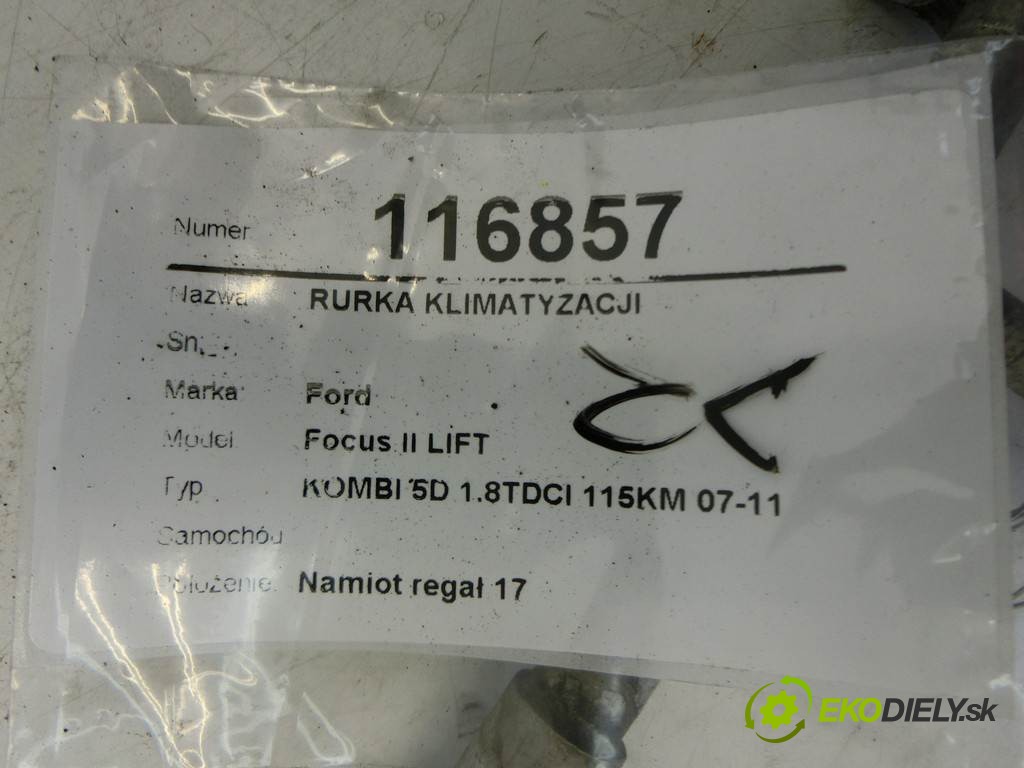 Numer 116857
Nazwa RURKA KLIMATYZACJI
Sn.
Marka Ford
Model Focus II LIFT
Typ KOMBI 5D 1.8TDCI 115KM 07-11
Samochód
Położenie Namiot regał 17
EKODIELY.sk